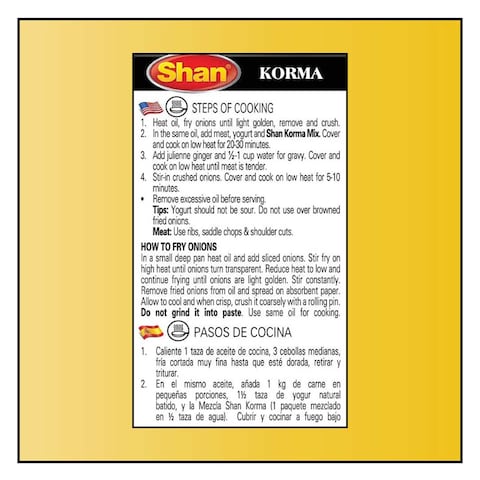 Shan® KORMA
STEPS OF COOKING
1. Heat oil, fry onions until light golden, remove and crush.
2. In the same oil, add meat, yogurt and Shan Korma Mix. Cover
and cook on low heat for 20-30 minutes.
3. Add julienne ginger and ½-1 cup water for gravy. Cover and
cook on low heat until meat is tender.
4. Stir-in crushed onions. Cover and cook on low heat for 5-10
minutes.
• Remove excessive oil before serving.
Tips: Yogurt should not be sour. Do not use over browned
fried onions.
Meat: Use ribs, saddle chops & shoulder cuts.
HOW TO FRY ONIONS
In a small deep pan heat oil and add sliced onions. Stir fry on
high heat until onions turn transparent. Reduce heat to low and
continue frying until onions are light golden. Stir constantly.
Remove fried onions from oil and spread on absorbent paper.
Allow to cool and when crisp, crush it coarsely with a rolling pin.
Do not grind it into paste. Use same oil for cooking.
PASOS DE COCINA
1. Caliente 1 taza de aceite de cocina, 3 cebollas medianas,
fría cortada muy fina hasta que esté dorada, retirar y
triturar.
2. En el mismo aceite, añada 1 kg de carne en
pequeñas porciones, 1½ taza de yogur natural
batido, y la Mezcla Shan Korma (1 paquete mezclado
en ½ taza de agua). Cubrir y cocinar a fuego bajo